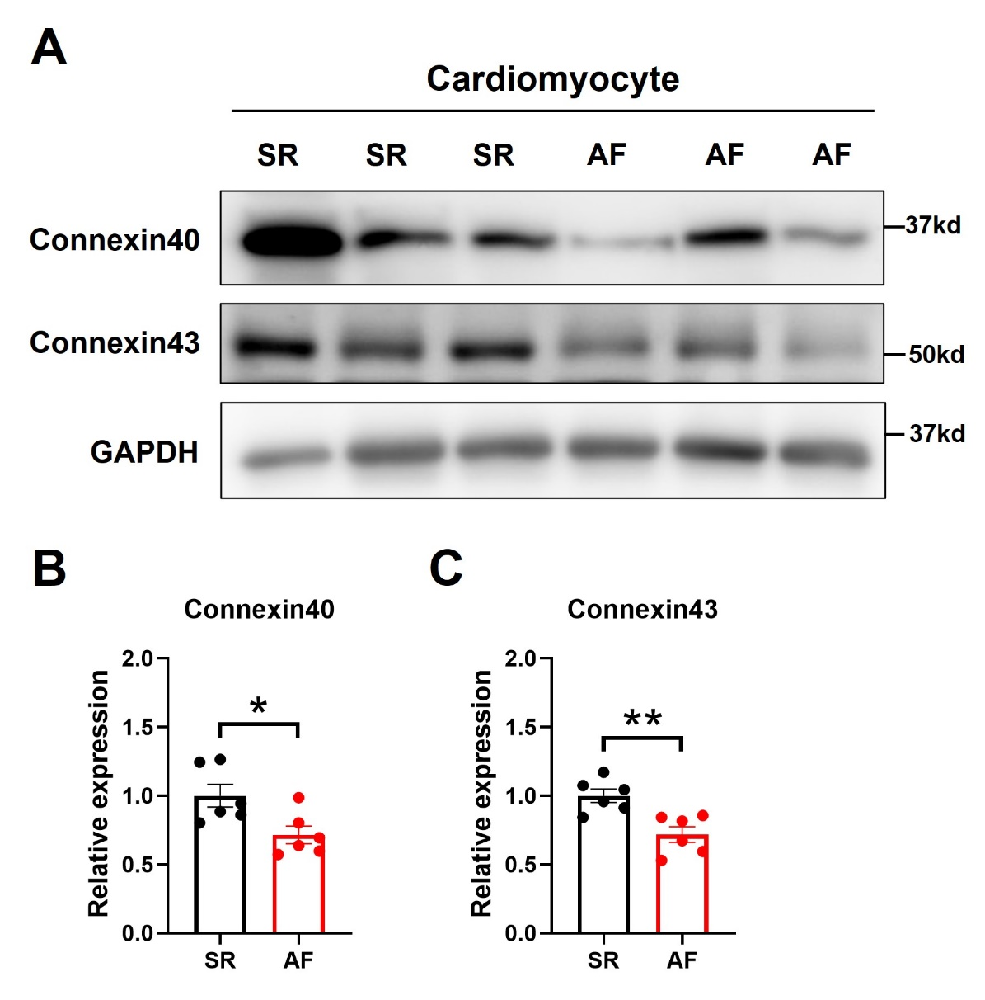 A
Cardiomyocyte
SR SR SR AF AF AF
Connexin40 37kd
Connexin43 50kd
GAPDH 37kd
B
Connexin40
Relative expression
2.0
1.5
1.0
0.5
0.0
*
SR AF
C
Connexin43
Relative expression
2.0
1.5
1.0
0.5
0.0
**
SR AF